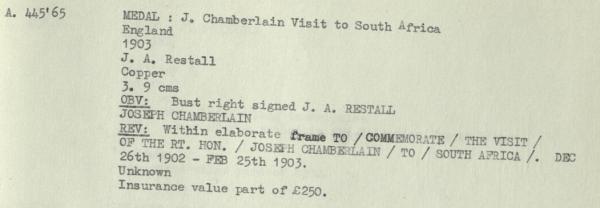 A. 445'65 MEDAL : J. Chamberlain Visit to South Africa
England
1903
J. A. Restall
Copper
3. 9 cms
OBV: Bust right signed J. A. RESTALL
JOSEPH CHAMBERLAIN
REV: Within elaborate frame TO / COMMEMORATE / THE VISIT /
OF THE RT. HON. / JOSEPH CHAMBERLAIN / TO / SOUTH AFRICA /. DEC
26th 1902 - FEB 25th 1903.
Unknown
Insurance value part of £250.